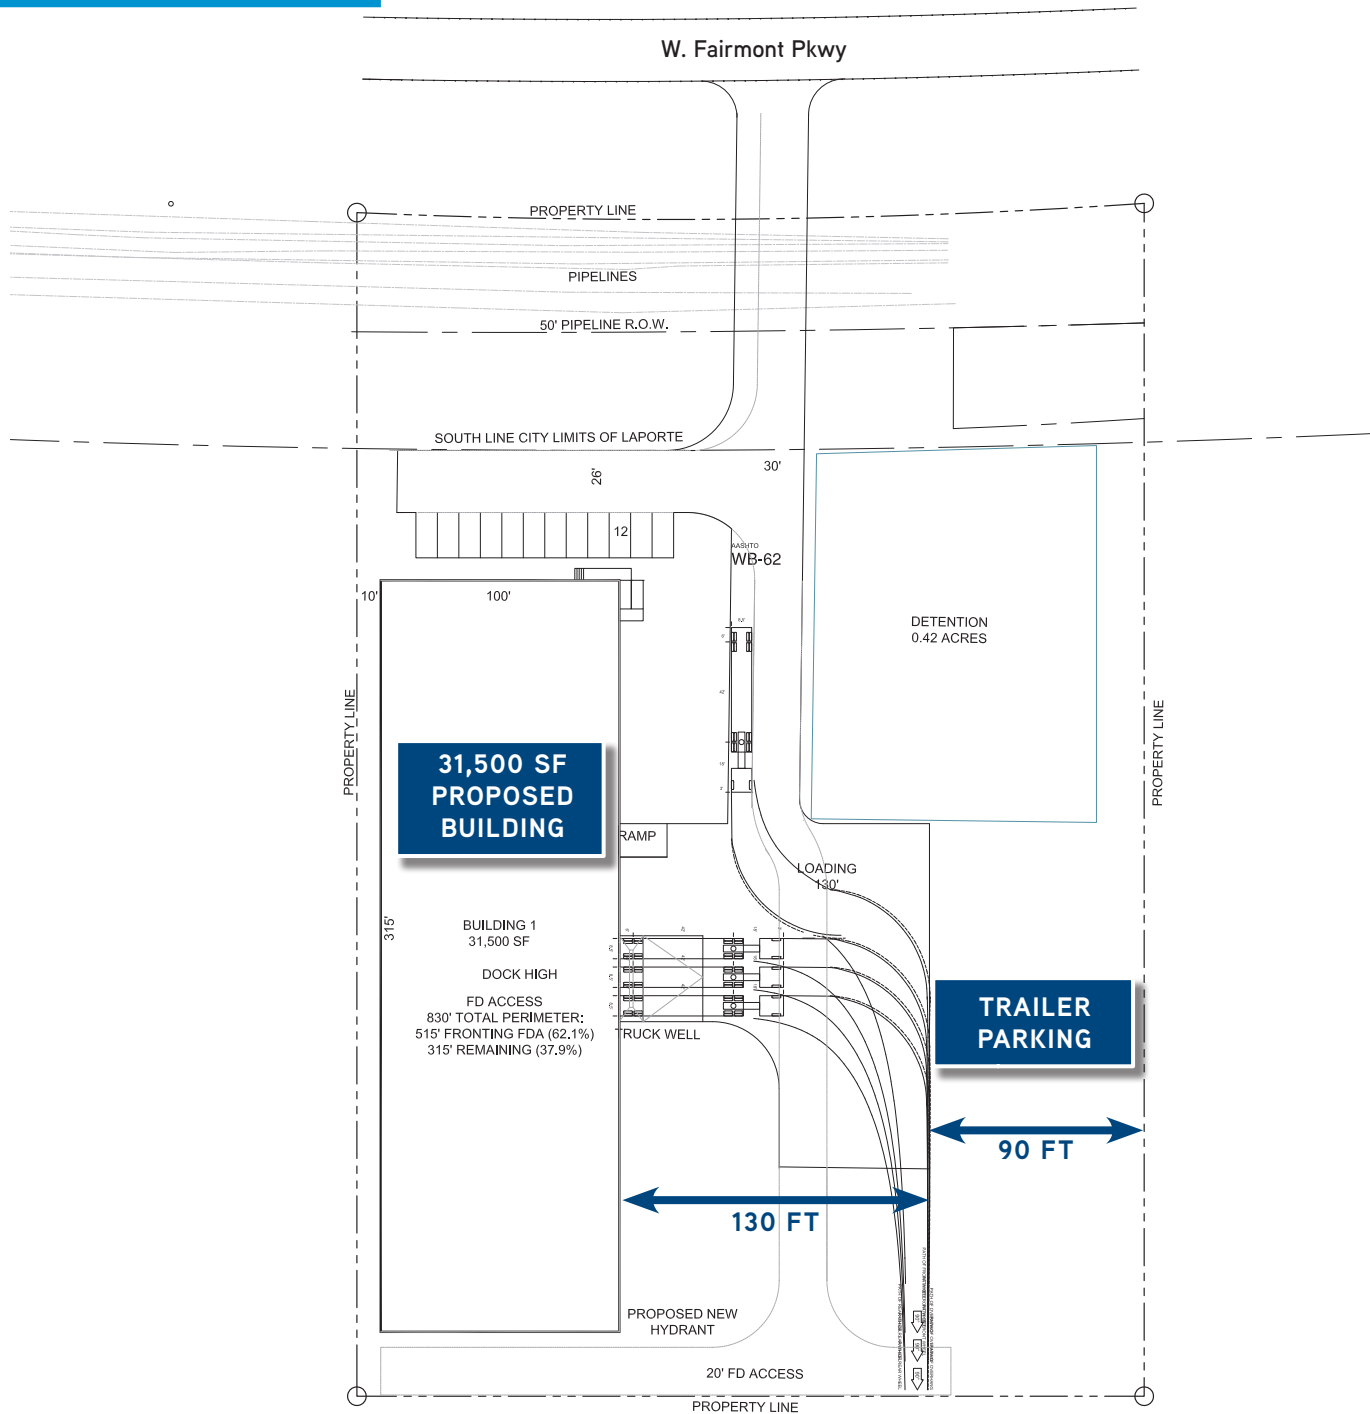 W. Fairmont Pkwy
PROPERTY LINE
PIPELINES
50' PIPELINE R.O.W.
SOUTH LINE CITY LIMITS OF LAPORTE
26'
30'
12
AASHTO
WB-62
10'
100'
DETENTION
0.42 ACRES
PROPERTY LINE
PROPERTY LINE
31,500 SF
PROPOSED
BUILDING
RAMP
LOADING
130'
315'
BUILDING 1
31,500 SF
DOCK HIGH
FD ACCESS
830' TOTAL PERIMETER:
515' FRONTING FDA (62.1%)
315' REMAINING (37.9%)
TRUCK WELL
TRAILER
PARKING
90 FT
130 FT
PROPOSED NEW
HYDRANT
20' FD ACCESS
PROPERTY LINE